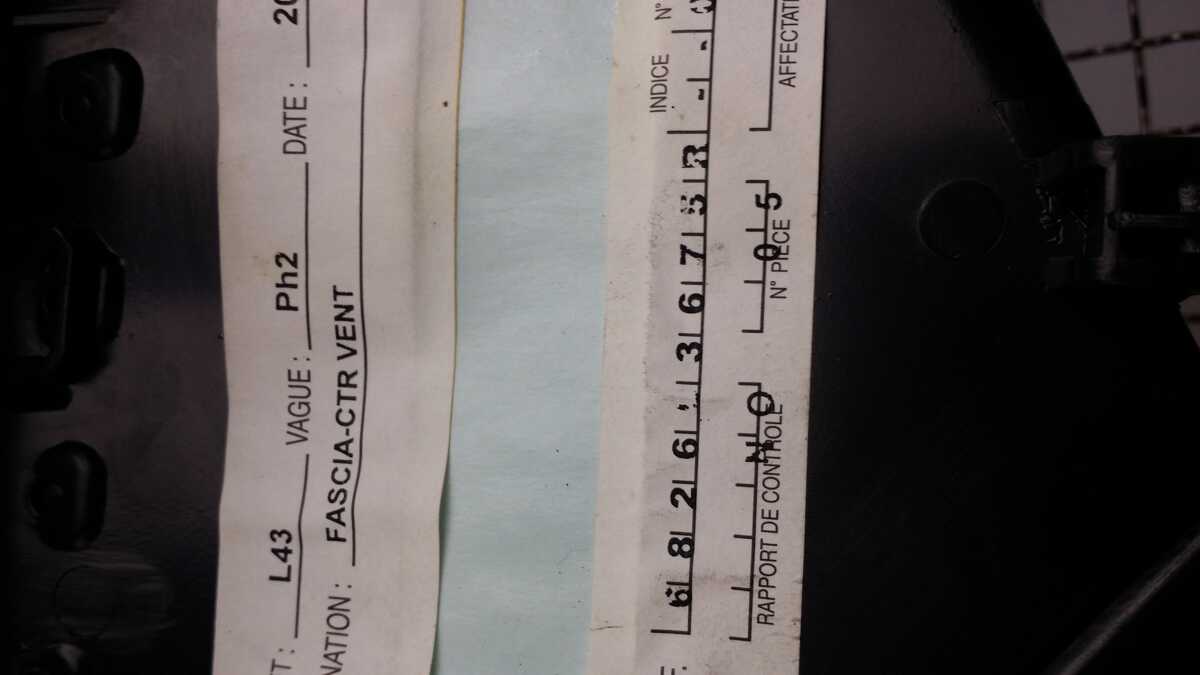 T : L43 VAGUE : Ph2 DATE : 20
NATION : FASCIA-CTR VENT
INDICE N°
6 8 2 6 , 3 6 7 5 R - -
N O 0 5
RAPPORT DE CONTROLE N° PIECE AFFECTAT